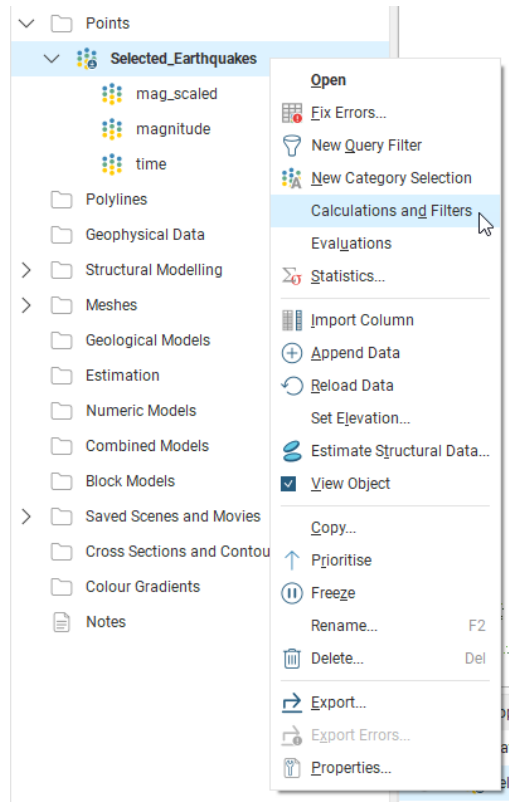 Points
Selected_Earthquakes
mag_scaled
magnitude
time
Polylines
Geophysical Data
Structural Modelling
Meshes
Geological Models
Estimation
Numeric Models
Combined Models
Block Models
Saved Scenes and Movies
Cross Sections and Contou
Colour Gradients
Notes
Open
Fix Errors...
New Query Filter
New Category Selection
Calculations and Filters
Evaluations
Statistics...
Import Column
Append Data
Reload Data
Set Elevation...
Estimate Structural Data...
View Object
Copy...
Prioritise
Freeze
Rename... F2
Delete... Del
Export...
Export Errors...
Properties...